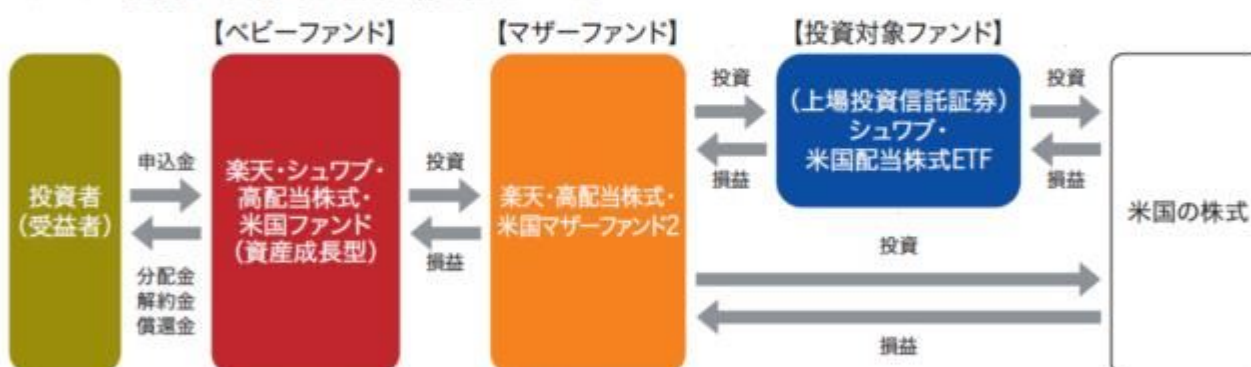 【ベビーファンド】
【マザーファンド】
【投資対象ファンド】
投資者
(受益者)
申込金
分配金
解約金
償還金
楽天・シュワブ・
高配当株式・
米国ファンド
(資産成長型)
投資
損益
楽天・高配当株式・
米国マザーファンド2
投資
損益
(上場投資信託証券)
シュワブ・
米国配当株式ETF
投資
損益
投資
損益
米国の株式